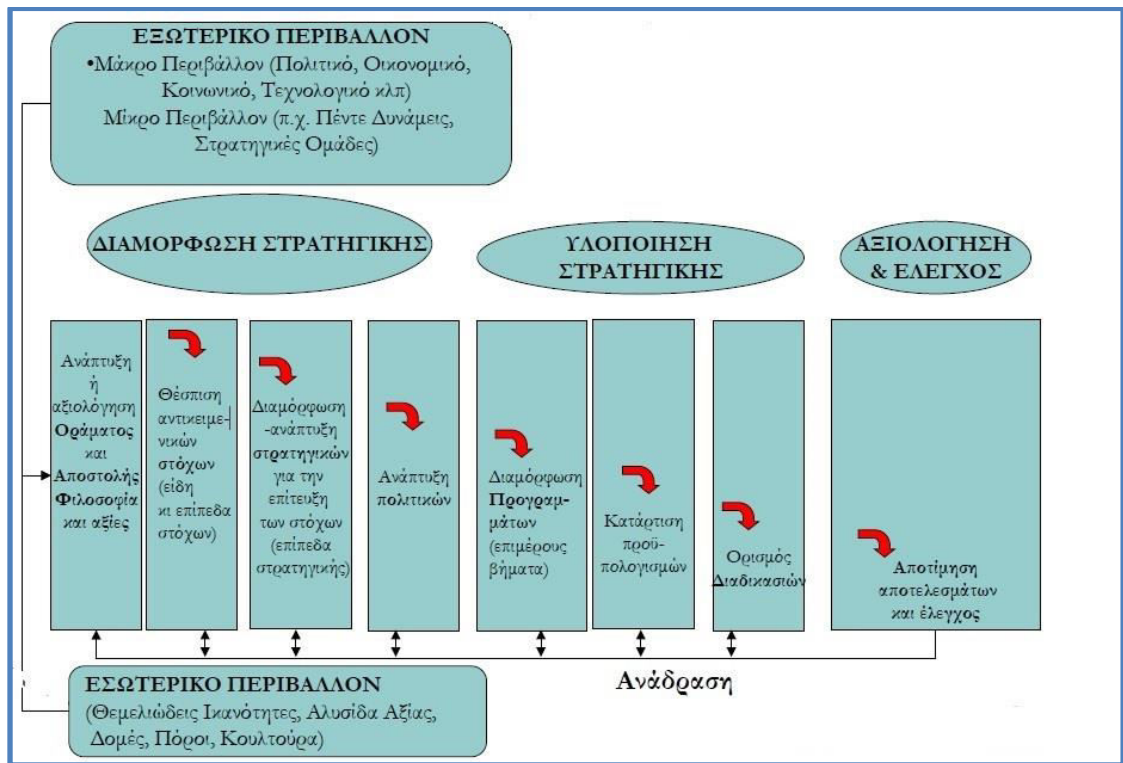 ΕΞΩΤΕΡΙΚΟ ΠΕΡΙΒΑΛΛΟΝ
•Μάκρο Περιβάλλον (Πολιτικό, Οικονομικό,
Κοινωνικό, Τεχνολογικό κλπ)
Μίκρο Περιβάλλον (π.χ. Πέντε Δυνάμεις,
Στρατηγικές Ομάδες)
ΔΙΑΜΟΡΦΩΣΗ ΣΤΡΑΤΗΓΙΚΗΣ
ΥΛΟΠΟΙΗΣΗ
ΣΤΡΑΤΗΓΙΚΗΣ
ΑΞΙΟΛΟΓΗΣΗ
& ΕΛΕΓΧΟΣ
Ανάπτυξη
ή
αξιολόγηση
Οράματος
και
Αποστολής
Φιλοσοφία
και αξίες
Θέσπιση
αντικειμε-
νικών
στόχων
(είδη
κι επίπεδα
στόχων)
Διαμόρφωση
-ανάπτυξη
στρατηγικών
για την
επίτευξη
των στόχων
(επίπεδα
στρατηγικής)
Ανάπτυξη
πολιτικών
Διαμόρφωση
Προγραμ-
μάτων
(επιμέρους
βήματα)
Κατάρτιση
προϋ-
πολογισμών
Ορισμός
Διαδικασιών
Αποτίμηση
αποτελεσμάτων
και έλεγχος
Ανάδραση
ΕΣΩΤΕΡΙΚΟ ΠΕΡΙΒΑΛΛΟΝ
(Θεμελιώδεις Ικανότητες, Αλυσίδα Αξίας,
Δομές, Πόροι, Κουλτούρα)